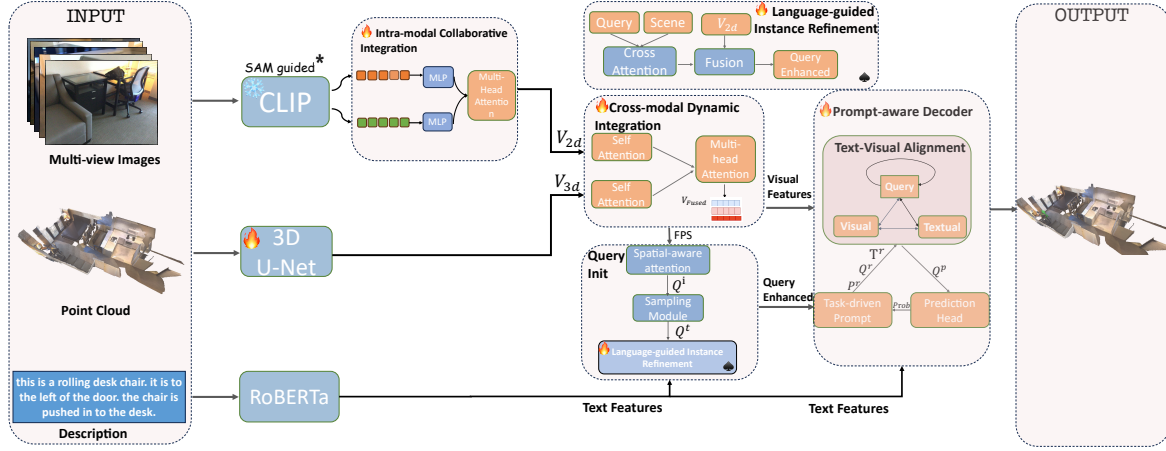 INPUT
Multi-view Images
Point Cloud
this is a rolling desk chair. it is to
the left of the door. the chair is
pushed in to the desk.
Description
SAM guided*
CLIP
3D
U-Net
RoBERTa
Intra-modal Collaborative
Integration
MLP
MLP
Multi-
Head
Attentio
n
V2d
V3d
Query
Scene
V2d
Language-guided
Instance Refinement
Cross
Attention
Fusion
Query
Enhanced
Cross-modal Dynamic
Integration
Self
Attention
Self
Attention
Multi-
head
Attention
VFused
FPS
Query
Init
Spatial-aware
attention
Qi
Sampling
Module
Qt
Language-guided Instance
Refinement
Text Features
Visual
Features
Query
Enhanced
Prompt-aware Decoder
Text-Visual Alignment
Query
Visual
Textual
Tr
Qr
Pr
Qp
Task-driven
Prompt
Prob
Prediction
Head
Text Features
OUTPUT